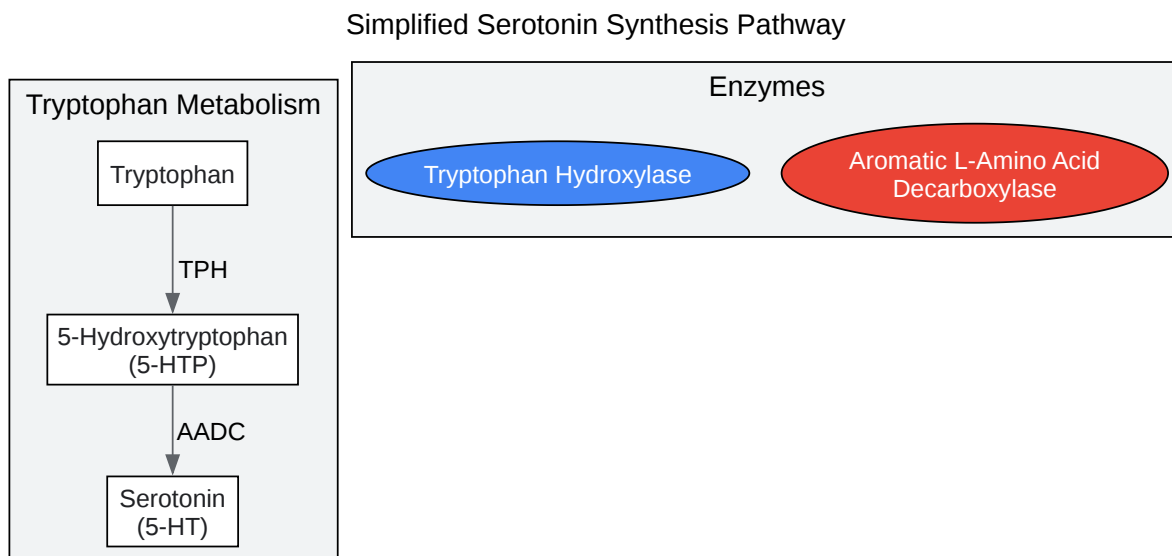 Simplified Serotonin Synthesis Pathway
Tryptophan Metabolism
Tryptophan
TPH
5-Hydroxytryptophan
(5-HTP)
AADC
Serotonin
(5-HT)
Enzymes
Tryptophan Hydroxylase
Aromatic L-Amino Acid
Decarboxylase